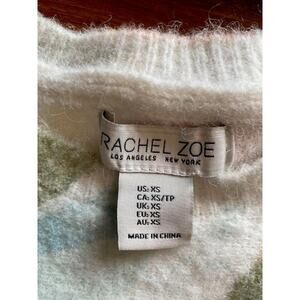 RACHEL ZOE
LOS ANGELES NEW YORK
US: XS
CA: XS/TP
UK: XS
EU: XS
AU: XS
MADE IN CHINA